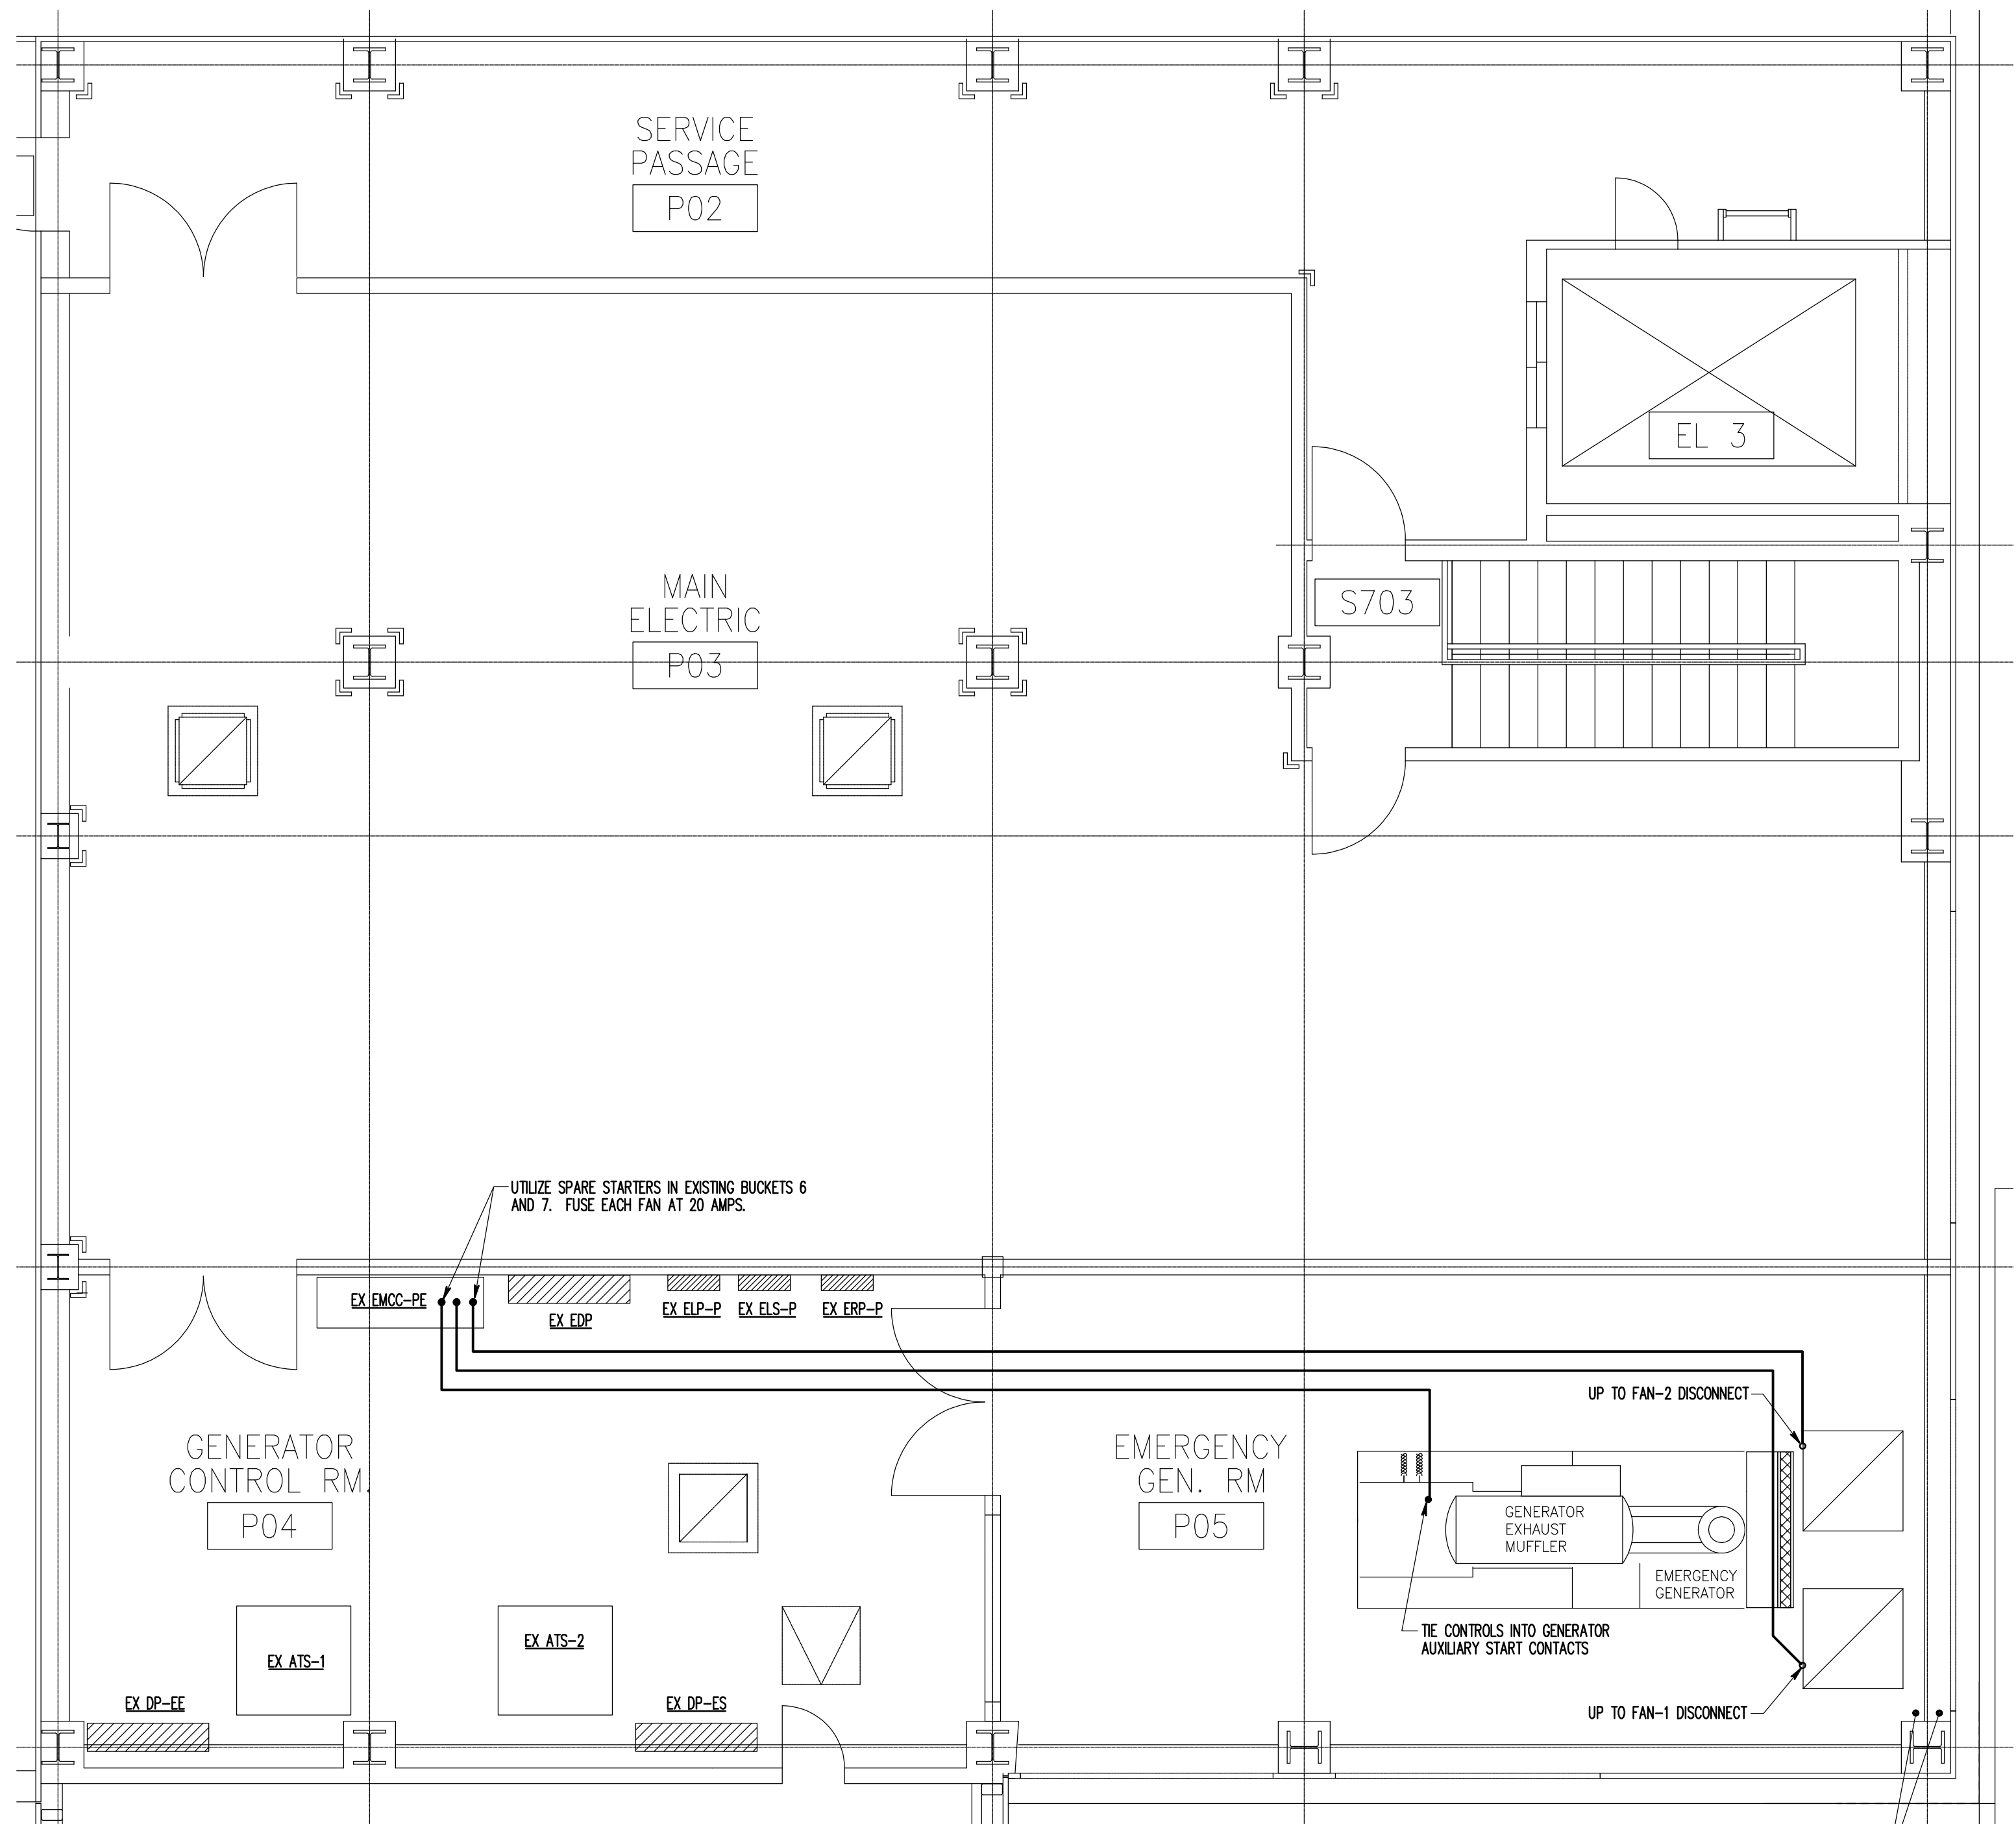 SERVICE
PASSAGE
P02
EL 3
MAIN
ELECTRIC
P03
S703
UTILIZE SPARE STARTERS IN EXISTING BUCKETS 6
AND 7.  FUSE EACH FAN AT 20 AMPS.
EX EMCC-PE
EX EDP
EX ELP-P
EX ELS-P
EX ERP-P
UP TO FAN-2 DISCONNECT
GENERATOR
CONTROL RM.
P04
EMERGENCY
GEN. RM
P05
GENERATOR
EXHAUST
MUFFLER
EMERGENCY
GENERATOR
TIE CONTROLS INTO GENERATOR
AUXILIARY START CONTACTS
EX ATS-1
EX ATS-2
EX DP-EE
EX DP-ES
UP TO FAN-1 DISCONNECT